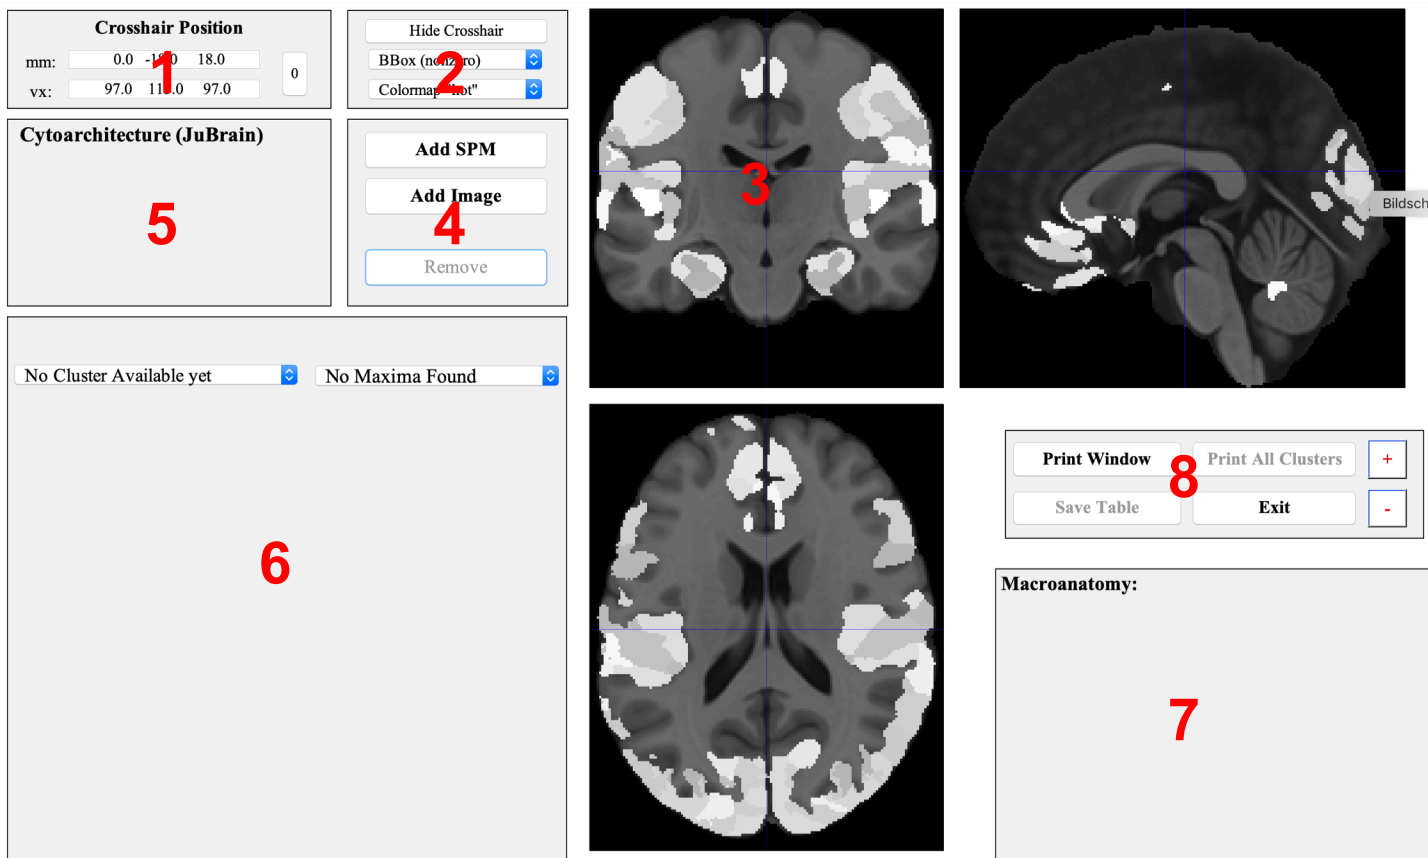 Crosshair Position
mm: 0.0 18.0
vx: 97.0 97.0
0
1
Hide Crosshair
BBox
Colormap
2
Cytoarchitecture (JuBrain)
5
Add SPM
Add Image
Remove
4
3
Bildsch
No Cluster Available yet
No Maxima Found
6
Print Window
Print All Clusters
+
Save Table
Exit
-
8
Macroanatomy:
7